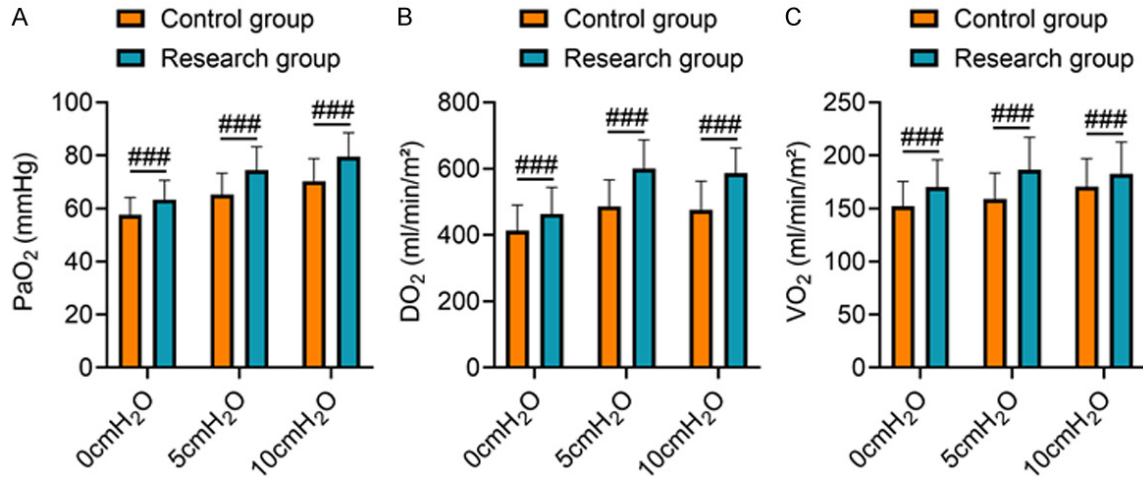 A
Control group
Research group
PaO₂ (mmHg)
100
80
60
40
20
0
###
###
###
0cmH₂O
5cmH₂O
10cmH₂O
B
Control group
Research group
DO₂ (ml/min/m²)
800
600
400
200
0
###
###
###
0cmH₂O
5cmH₂O
10cmH₂O
C
Control group
Research group
VO₂ (ml/min/m²)
250
200
150
100
50
0
###
###
###
0cmH₂O
5cmH₂O
10cmH₂O